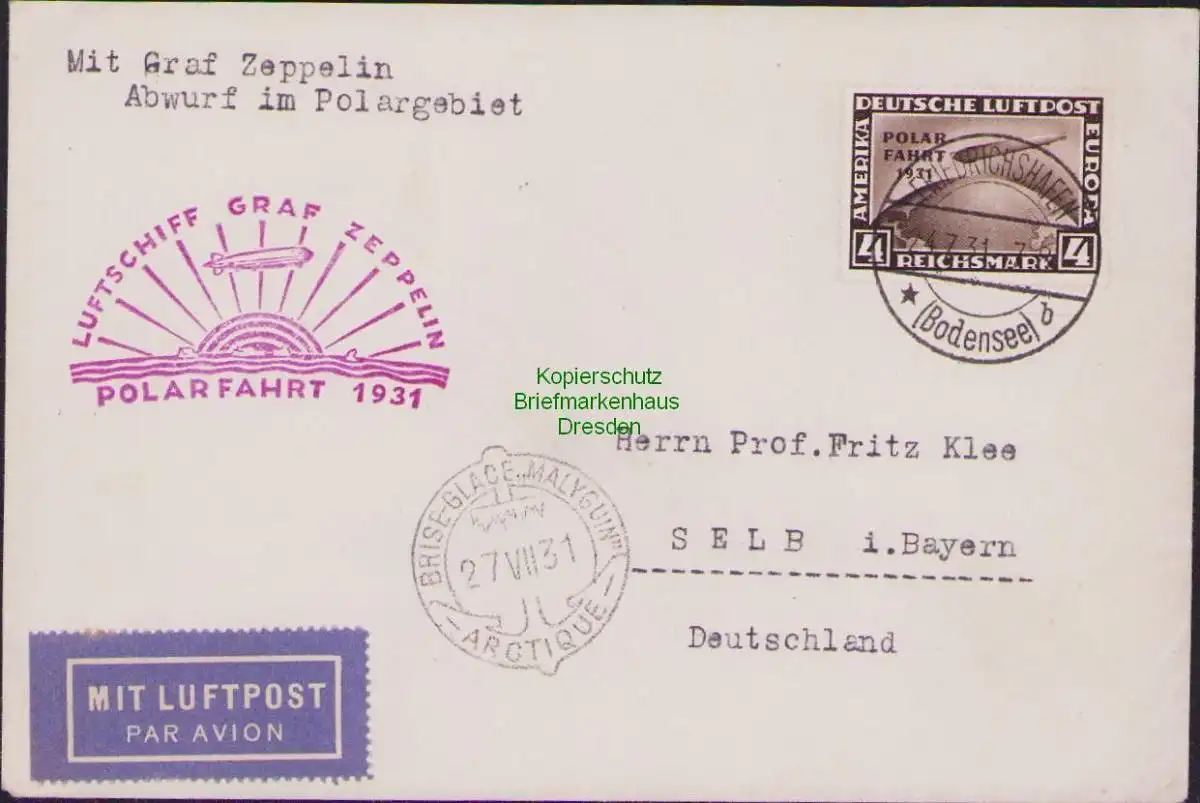 Mit Graf Zeppelin
Abwurf im Polargebiet
DEUTSCHE LUFTPOST
AMERIKA
EUROPA
POLAR
FAHRT
1931
4 REICHSMARK 4
FRIEDRICHSHAFEN
24.7.31. 7-8
(Bodensee) b
LUFTSCHIFF GRAF ZEPPELIN
POLARFAHRT 1931
Kopierschutz
Briefmarkenhaus
Dresden
Herrn Prof.Fritz Klee
SELB i.Bayern
Deutschland
BRISE-GLACE „MALYGUIN"
27 VII 31
ARCTIQUE
MIT LUFTPOST
PAR AVION